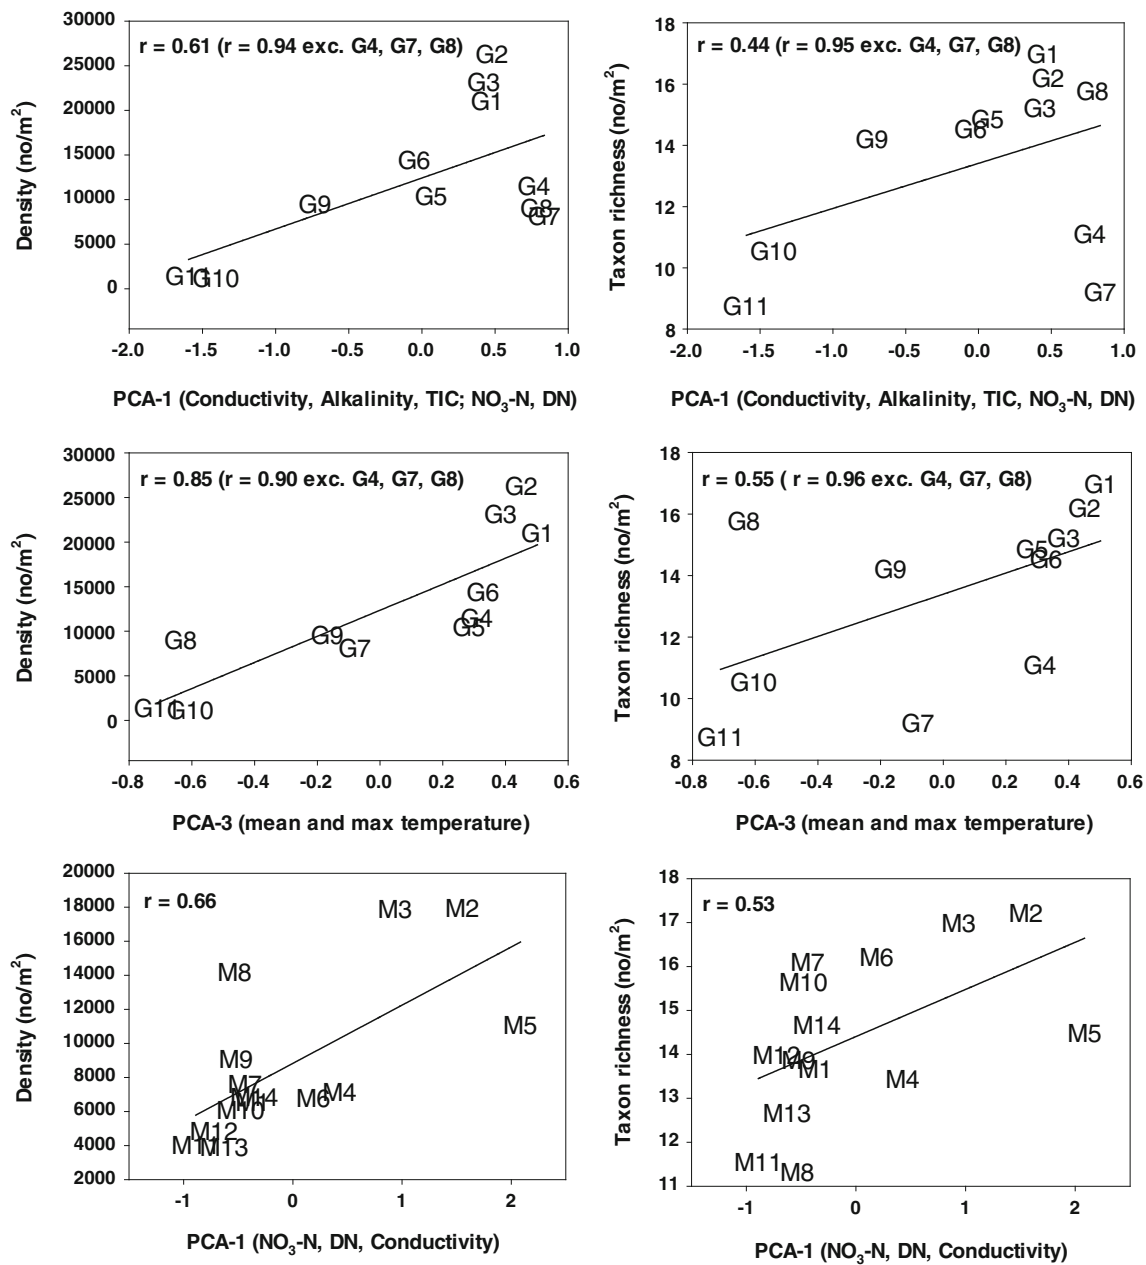 r = 0.61 (r = 0.94 exc. G4, G7, G8)
Density (no/m²)
30000
25000
20000
15000
10000
5000
0
G2
G3
G1
G6
G5
G9
G4
G8
G7
G11
G10
-2.0 -1.5 -1.0 -0.5 0.0 0.5 1.0
PCA-1 (Conductivity, Alkalinity, TIC; NO₃-N, DN)
r = 0.44 (r = 0.95 exc. G4, G7, G8)
Taxon richness (no/m²)
18
16
14
12
10
8
G1
G2
G8
G3
G5
G6
G9
G4
G10
G7
G11
-2.0 -1.5 -1.0 -0.5 0.0 0.5 1.0
PCA-1 (Conductivity, Alkalinity, TIC, NO₃-N, DN)
r = 0.85 (r = 0.90 exc. G4, G7, G8)
Density (no/m²)
30000
25000
20000
15000
10000
5000
0
G2
G3
G1
G6
G4
G5
G9
G7
G8
G11
G10
-0.8 -0.6 -0.4 -0.2 0.0 0.2 0.4 0.6
PCA-3 (mean and max temperature)
r = 0.55 ( r = 0.96 exc. G4, G7, G8)
Taxon richness (no/m²)
18
16
14
12
10
8
G1
G2
G8
G3
G5
G6
G9
G4
G10
G7
G11
-0.8 -0.6 -0.4 -0.2 0.0 0.2 0.4 0.6
PCA-3 (mean and max temperature)
r = 0.66
Density (no/m²)
20000
18000
16000
14000
12000
10000
8000
6000
4000
2000
M3
M2
M8
M5
M9
M7
M14
M1
M10
M6
M4
M12
M11
M13
-1 0 1 2
PCA-1 (NO₃-N, DN, Conductivity)
r = 0.53
Taxon richness (no/m²)
18
17
16
15
14
13
12
11
M2
M3
M6
M7
M10
M14
M5
M12
M9
M1
M4
M13
M11
M8
-1 0 1 2
PCA-1 (NO₃-N, DN, Conductivity)